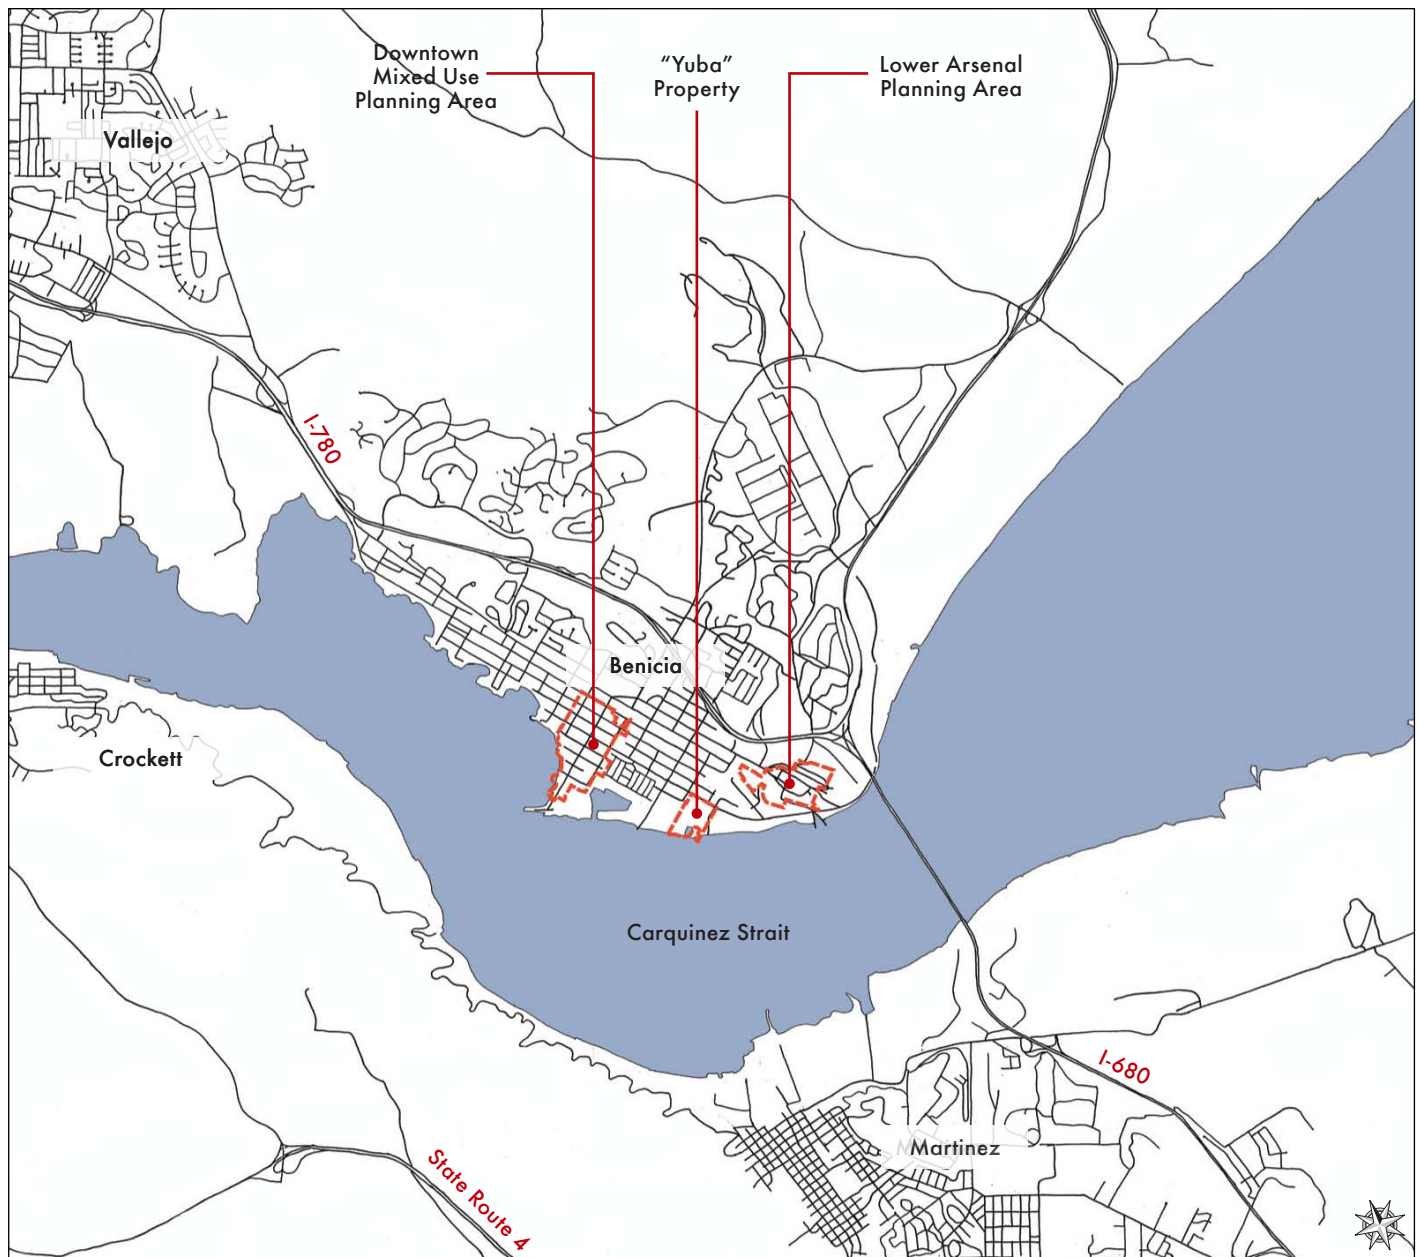 Downtown
Mixed Use
Planning Area
“Yuba”
Property
Lower Arsenal
Planning Area
Vallejo
I-780
Benicia
Crockett
Carquinez Strait
I-680
Martinez
State Route 4